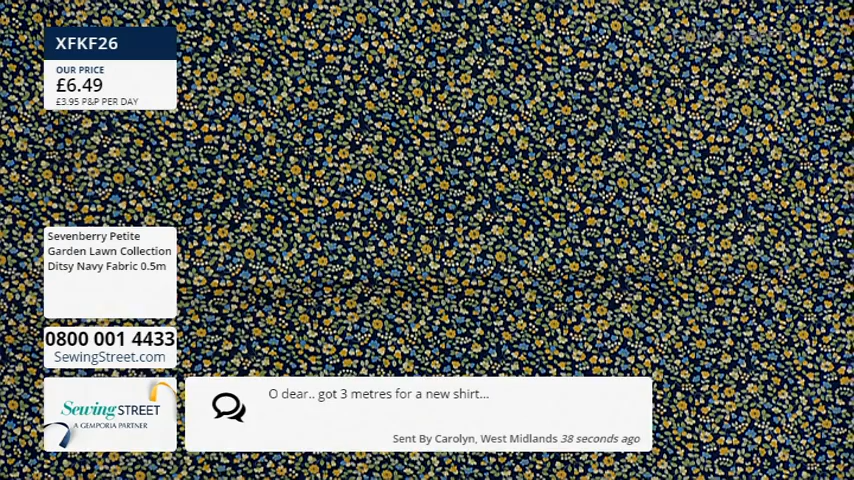 XFKF26
OUR PRICE
£6.49
£3.95 P&P PER DAY
Sevenberry Petite
Garden Lawn Collection
Ditsy Navy Fabric 0.5m
0800 001 4433
SewingStreet.com
Sewing STREET
A GEMPORIA PARTNER
O dear.. got 3 metres for a new shirt...
Sent By Carolyn, West Midlands 38 seconds ago